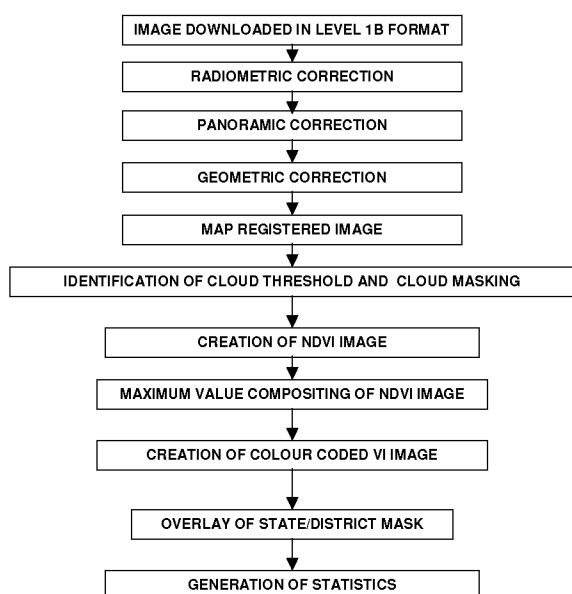 IMAGE DOWNLOADED IN LEVEL 1B FORMAT
RADIOMETRIC CORRECTION
PANORAMIC CORRECTION
GEOMETRIC CORRECTION
MAP REGISTERED IMAGE
IDENTIFICATION OF CLOUD THRESHOLD AND CLOUD MASKING
CREATION OF NDVI IMAGE
MAXIMUM VALUE COMPOSITING OF NDVI IMAGE
CREATION OF COLOUR CODED VI IMAGE
OVERLAY OF STATE/DISTRICT MASK
GENERATION OF STATISTICS